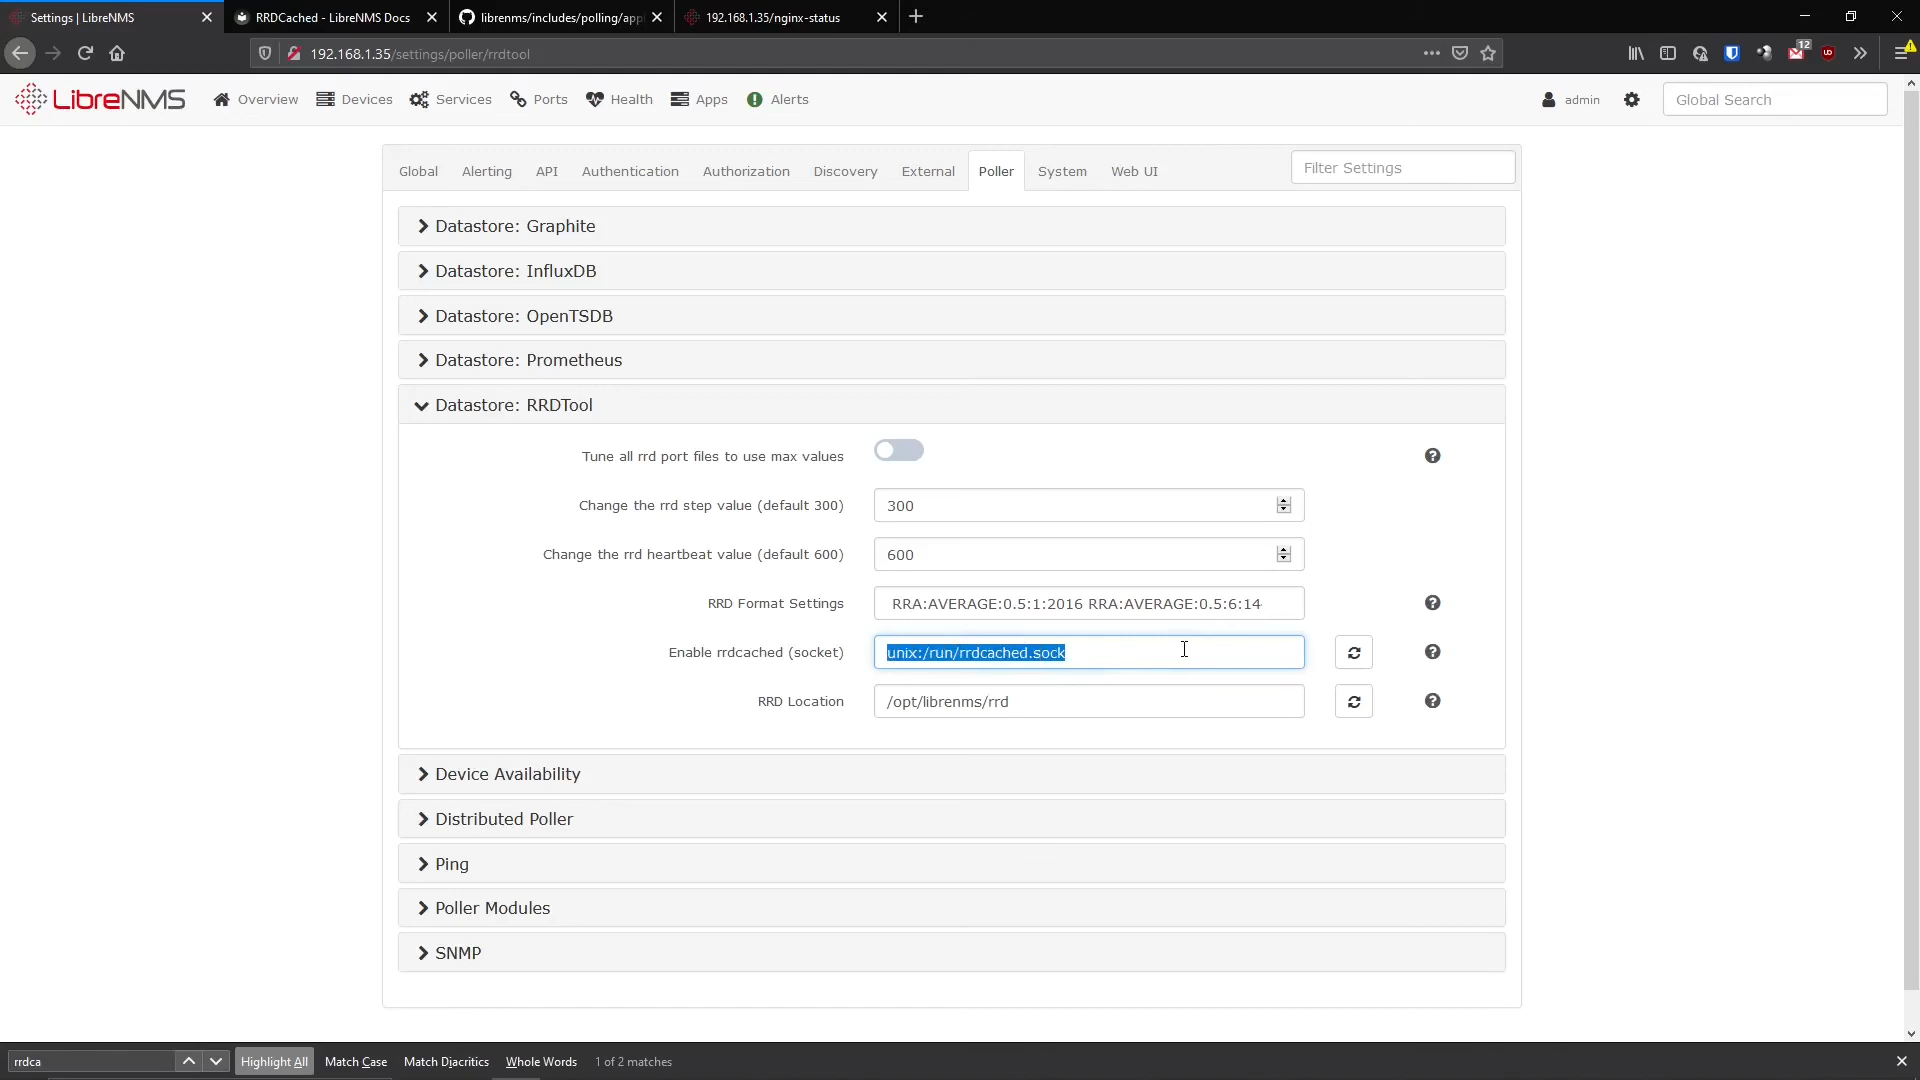 Settings | LibreNMS
RRDCached - LibreNMS Docs
librenms/includes/polling/app
192.168.1.35/nginx-status
192.168.1.35/settings/poller/rrdtool
12
LibreNMS
Overview
Devices
Services
Ports
Health
Apps
Alerts
admin
Global Search
Global
Alerting
API
Authentication
Authorization
Discovery
External
Poller
System
Web UI
Filter Settings
Datastore: Graphite
Datastore: InfluxDB
Datastore: OpenTSDB
Datastore: Prometheus
Datastore: RRDTool
Tune all rrd port files to use max values
Change the rrd step value (default 300)
300
Change the rrd heartbeat value (default 600)
600
RRD Format Settings
RRA:AVERAGE:0.5:1:2016 RRA:AVERAGE:0.5:6:14
Enable rrdcached (socket)
unix:/run/rrdcached.sock
RRD Location
/opt/librenms/rrd
Device Availability
Distributed Poller
Ping
Poller Modules
SNMP
rrdca
Highlight All
Match Case
Match Diacritics
Whole Words
1 of 2 matches